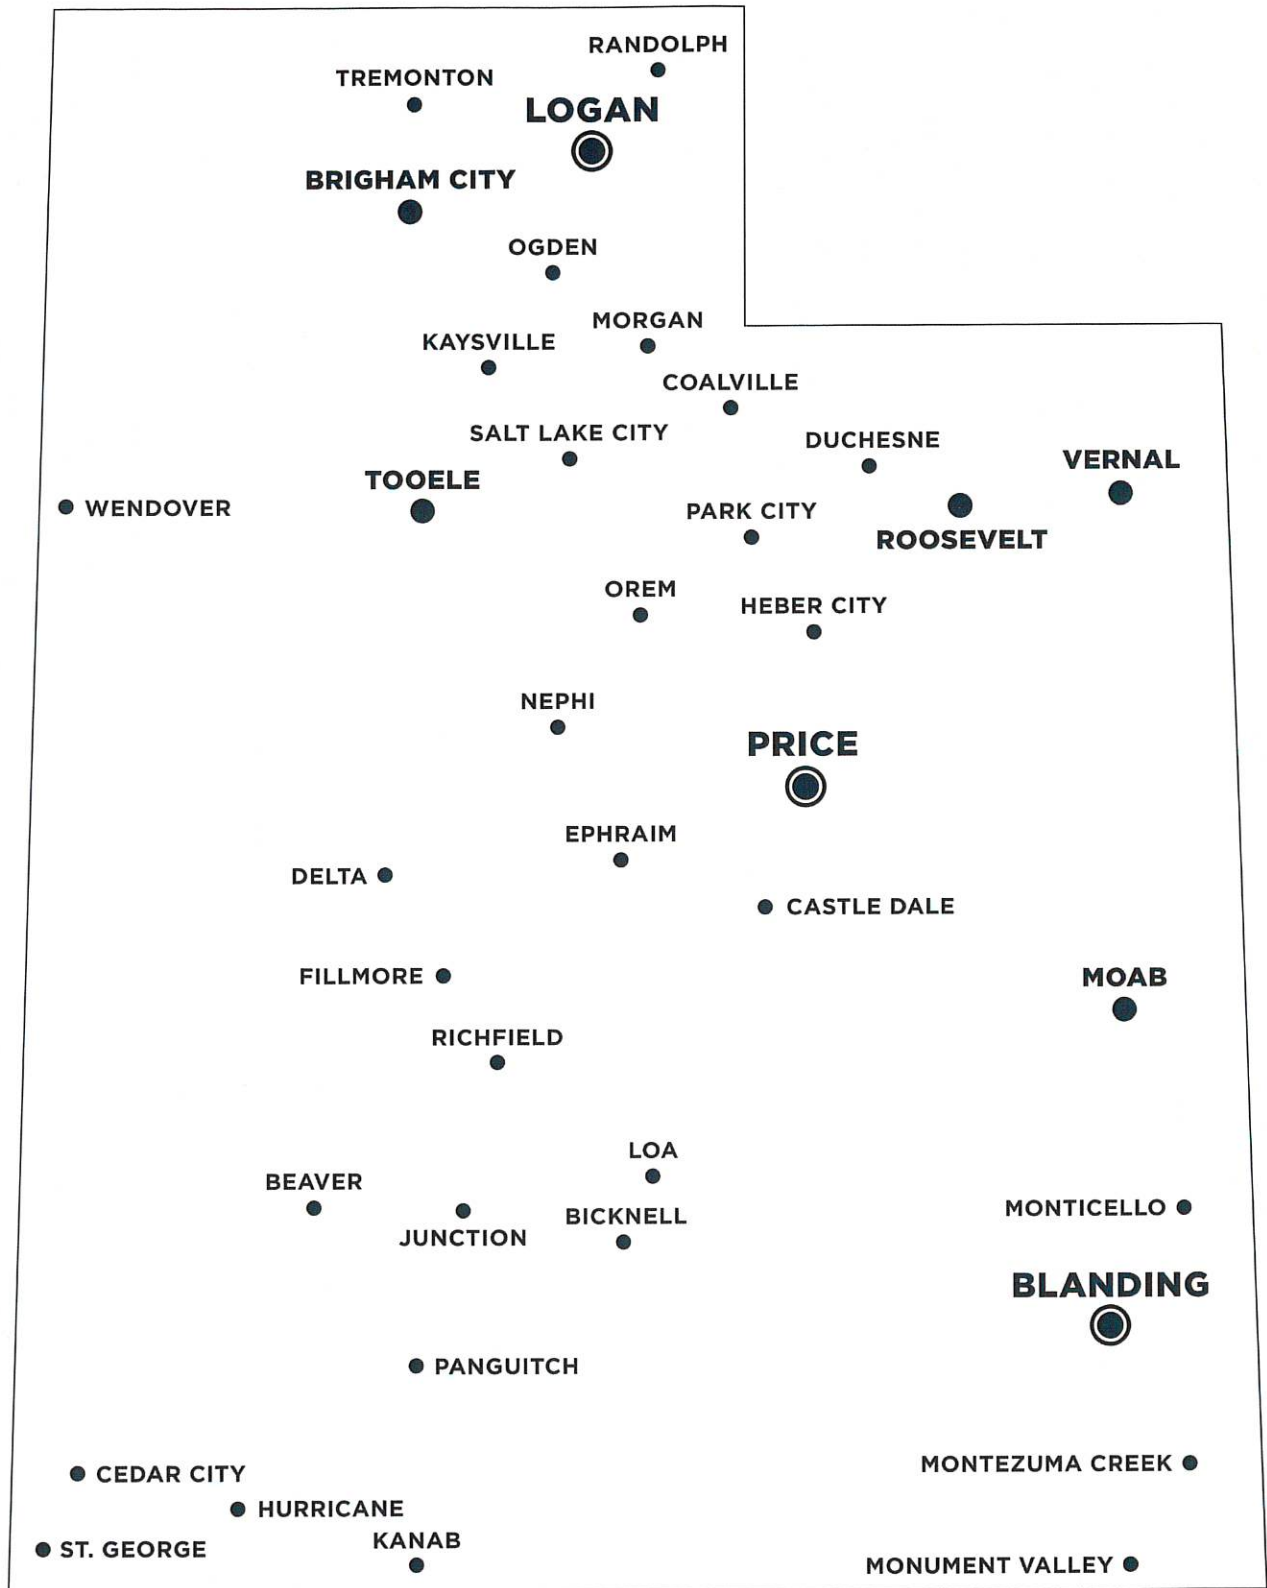 RANDOLPH
TREMONTON
LOGAN
BRIGHAM CITY
OGDEN
MORGAN
KAYSVILLE
COALVILLE
SALT LAKE CITY
DUCHESNE
VERNAL
TOOELE
WENDOVER
PARK CITY
ROOSEVELT
OREM
HEBER CITY
NEPHI
PRICE
EPHRAIM
DELTA
CASTLE DALE
FILLMORE
MOAB
RICHFIELD
LOA
BEAVER
MONTICELLO
BICKNELL
JUNCTION
BLANDING
PANGUITCH
MONTEZUMA CREEK
CEDAR CITY
HURRICANE
KANAB
ST. GEORGE
MONUMENT VALLEY